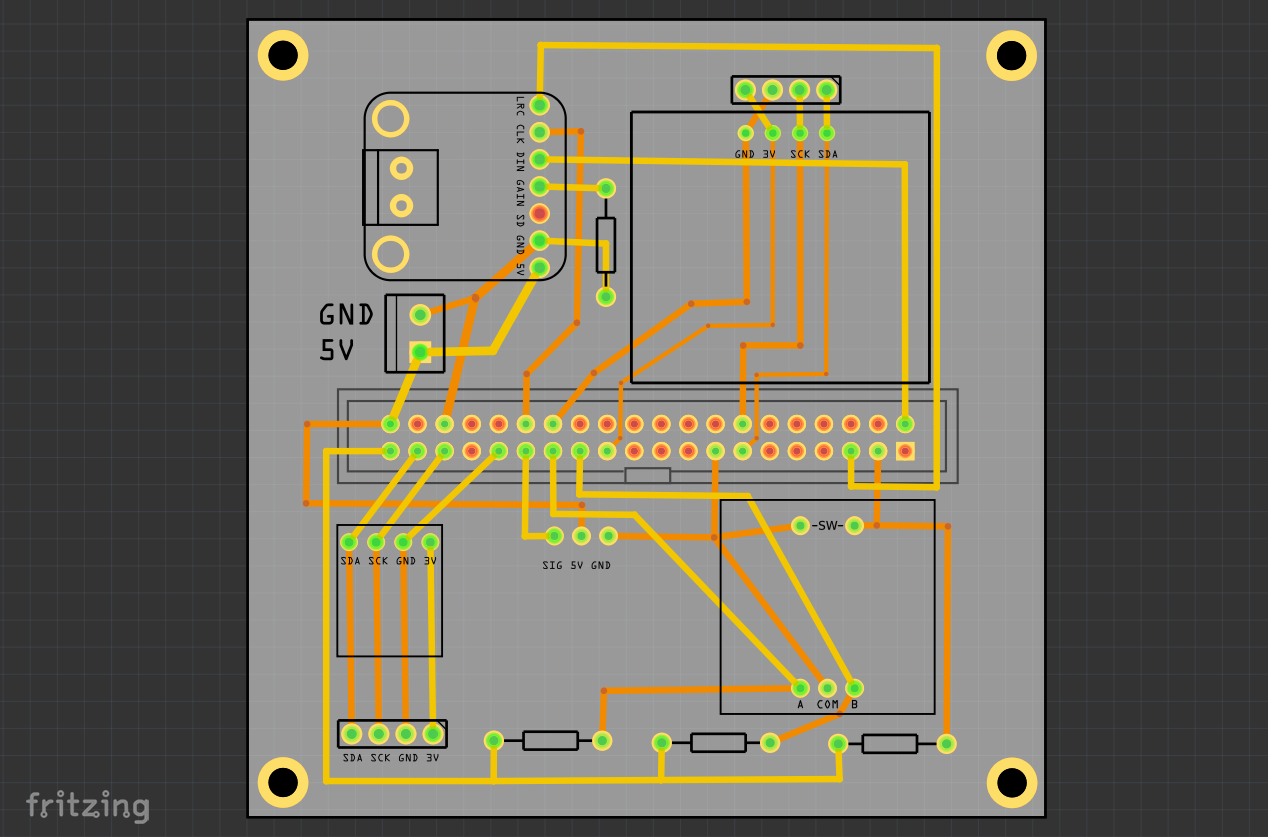 LRC
CLK
DIN
GAIN
SD
GND
5V
GND 3V SCK SDA
GND
5V
-SW-
SDA SCK GND 3V
SIG 5V GND
A COM B
SDA SCK GND 3V
fritzing